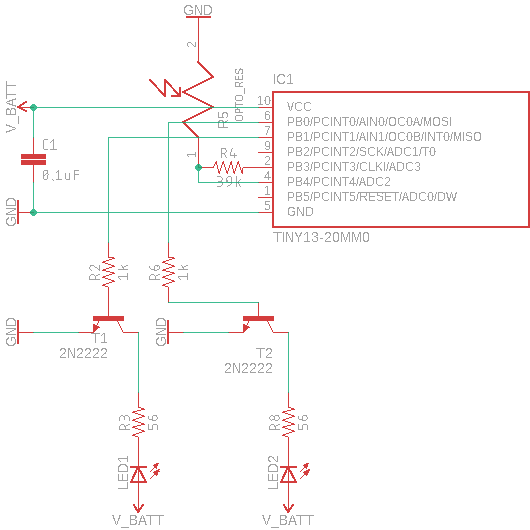 GND
2
OPTO_RES
R5
1
IC1
10 VCC
6 PB0/PCINT0/AIN0/OC0A/MOSI
7 PB1/PCINT1/AIN1/OC0B/INT0/MISO
9 PB2/PCINT2/SCK/ADC1/T0
2 PB3/PCINT3/CLKI/ADC3
4 PB4/PCINT4/ADC2
1 PB5/PCINT5/RESET/ADC0/DW
5 GND
TINY13-20MM0
R4
39k
V_BATT
C1
0.1uF
GND
R2
1k
R6
1k
GND
T1
2N2222
GND
T2
2N2222
R3
56
R8
56
LED1
LED2
V_BATT
V_BATT